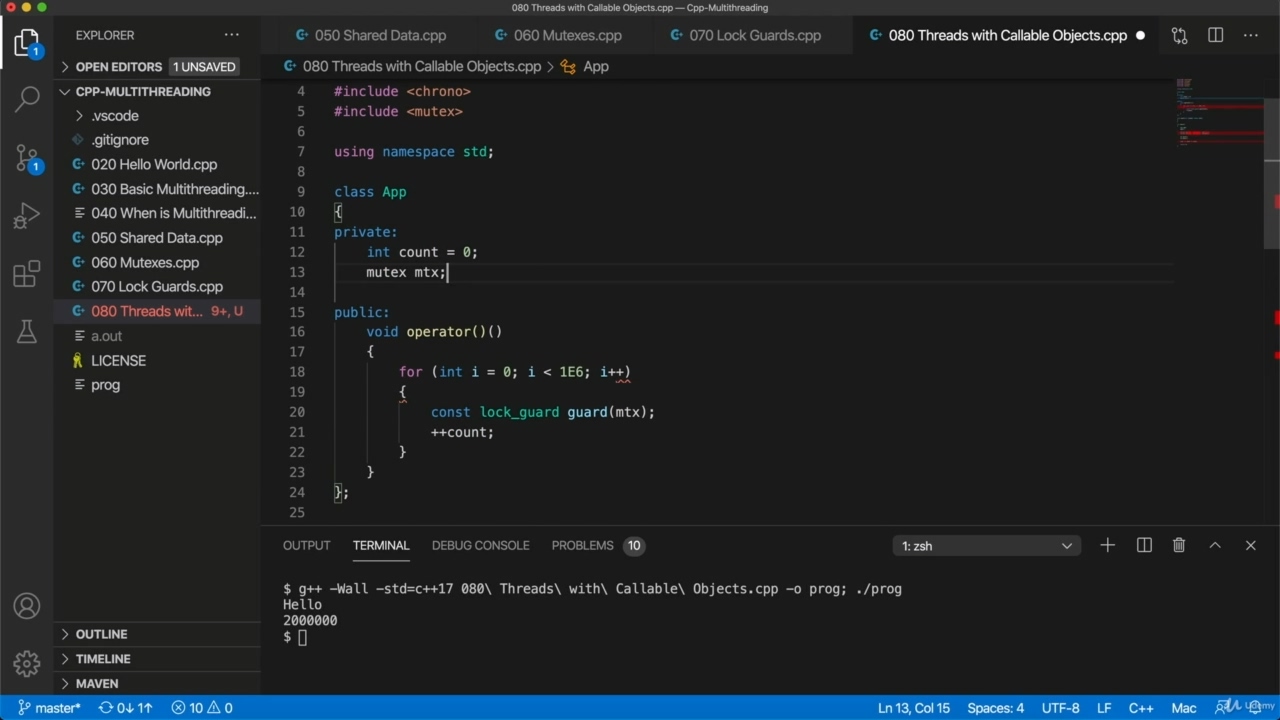 080 Threads with Callable Objects.cpp — Cpp-Multithreading
EXPLORER
050 Shared Data.cpp
060 Mutexes.cpp
070 Lock Guards.cpp
080 Threads with Callable Objects.cpp
1
OPEN EDITORS 1 UNSAVED
080 Threads with Callable Objects.cpp > App
CPP-MULTITHREADING
.vscode
.gitignore
020 Hello World.cpp
030 Basic Multithreading....
040 When is Multithreadi...
050 Shared Data.cpp
060 Mutexes.cpp
070 Lock Guards.cpp
080 Threads wit... 9+, U
a.out
LICENSE
prog
1
OUTLINE
TIMELINE
MAVEN
4 #include <chrono>
5 #include <mutex>
6
7 using namespace std;
8
9 class App
10 {
11 private:
12 int count = 0;
13 mutex mtx;
14
15 public:
16 void operator()()
17 {
18 for (int i = 0; i < 1E6; i++)
19 {
20 const lock_guard guard(mtx);
21 ++count;
22 }
23 }
24 };
25
OUTPUT TERMINAL DEBUG CONSOLE PROBLEMS 10 1: zsh
$ g++ -Wall -std=c++17 080\ Threads\ with\ Callable\ Objects.cpp -o prog; ./prog
Hello
2000000
$
master* 0↓ 1↑ 10 0 Ln 13, Col 15 Spaces: 4 UTF-8 LF C++ Mac
Udemy